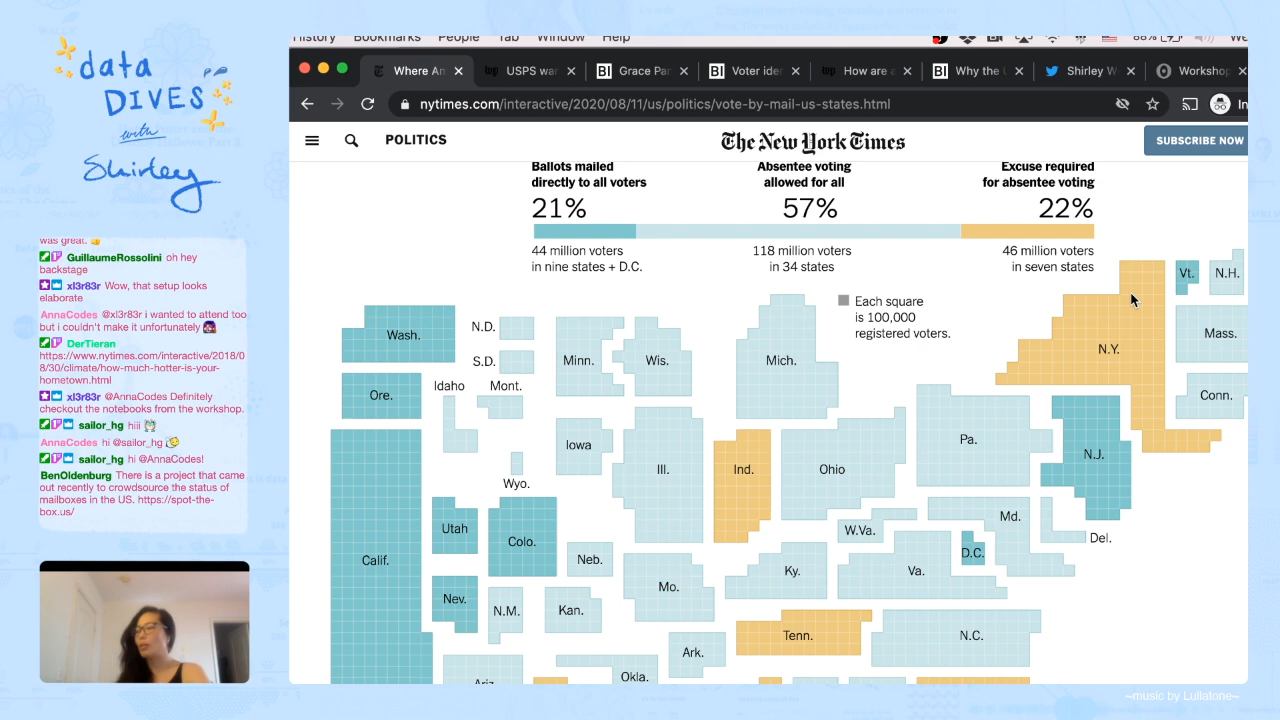 data
DIVES
with
Shirley
was great.
GuillaumeRossolini oh hey
backstage
xl3r83r Wow, that setup looks
elaborate
AnnaCodes @xl3r83r i wanted to attend too
but i couldn't make it unfortunately
DerTieran
https://www.nytimes.com/interactive/2018/0
8/30/climate/how-much-hotter-is-your-
hometown.html
xl3r83r @AnnaCodes Definitely
checkout the notebooks from the workshop.
sailor_hg hiii
AnnaCodes hi @sailor_hg
sailor_hg hi @AnnaCodes!
BenOldenburg There is a project that came
out recently to crowdsource the status of
mailboxes in the US. https://spot-the-
box.us/
History Bookmarks People Tab Window Help 88%
Where An USPS war Grace Par Voter ider How are a Why the Shirley W Workshop
nytimes.com/interactive/2020/08/11/us/politics/vote-by-mail-us-states.html In
POLITICS The New York Times SUBSCRIBE NOW
Ballots mailed
directly to all voters
21%
44 million voters
in nine states + D.C.
Absentee voting
allowed for all
57%
118 million voters
in 34 states
Excuse required
for absentee voting
22%
46 million voters
in seven states
Each square
is 100,000
registered voters.
Vt. N.H.
Wash. N.D. Minn. Wis. Mich. N.Y. Mass.
S.D.
Ore. Idaho Mont. Conn.
Iowa Ill. Ind. Ohio Pa. N.J.
Wyo.
Utah Colo. W.Va. Md. Del.
Calif. Neb. Ky. Va. D.C.
Nev. N.M. Kan. Mo.
Tenn. N.C.
Ark.
Ariz. Okla.
~music by Lullatone~